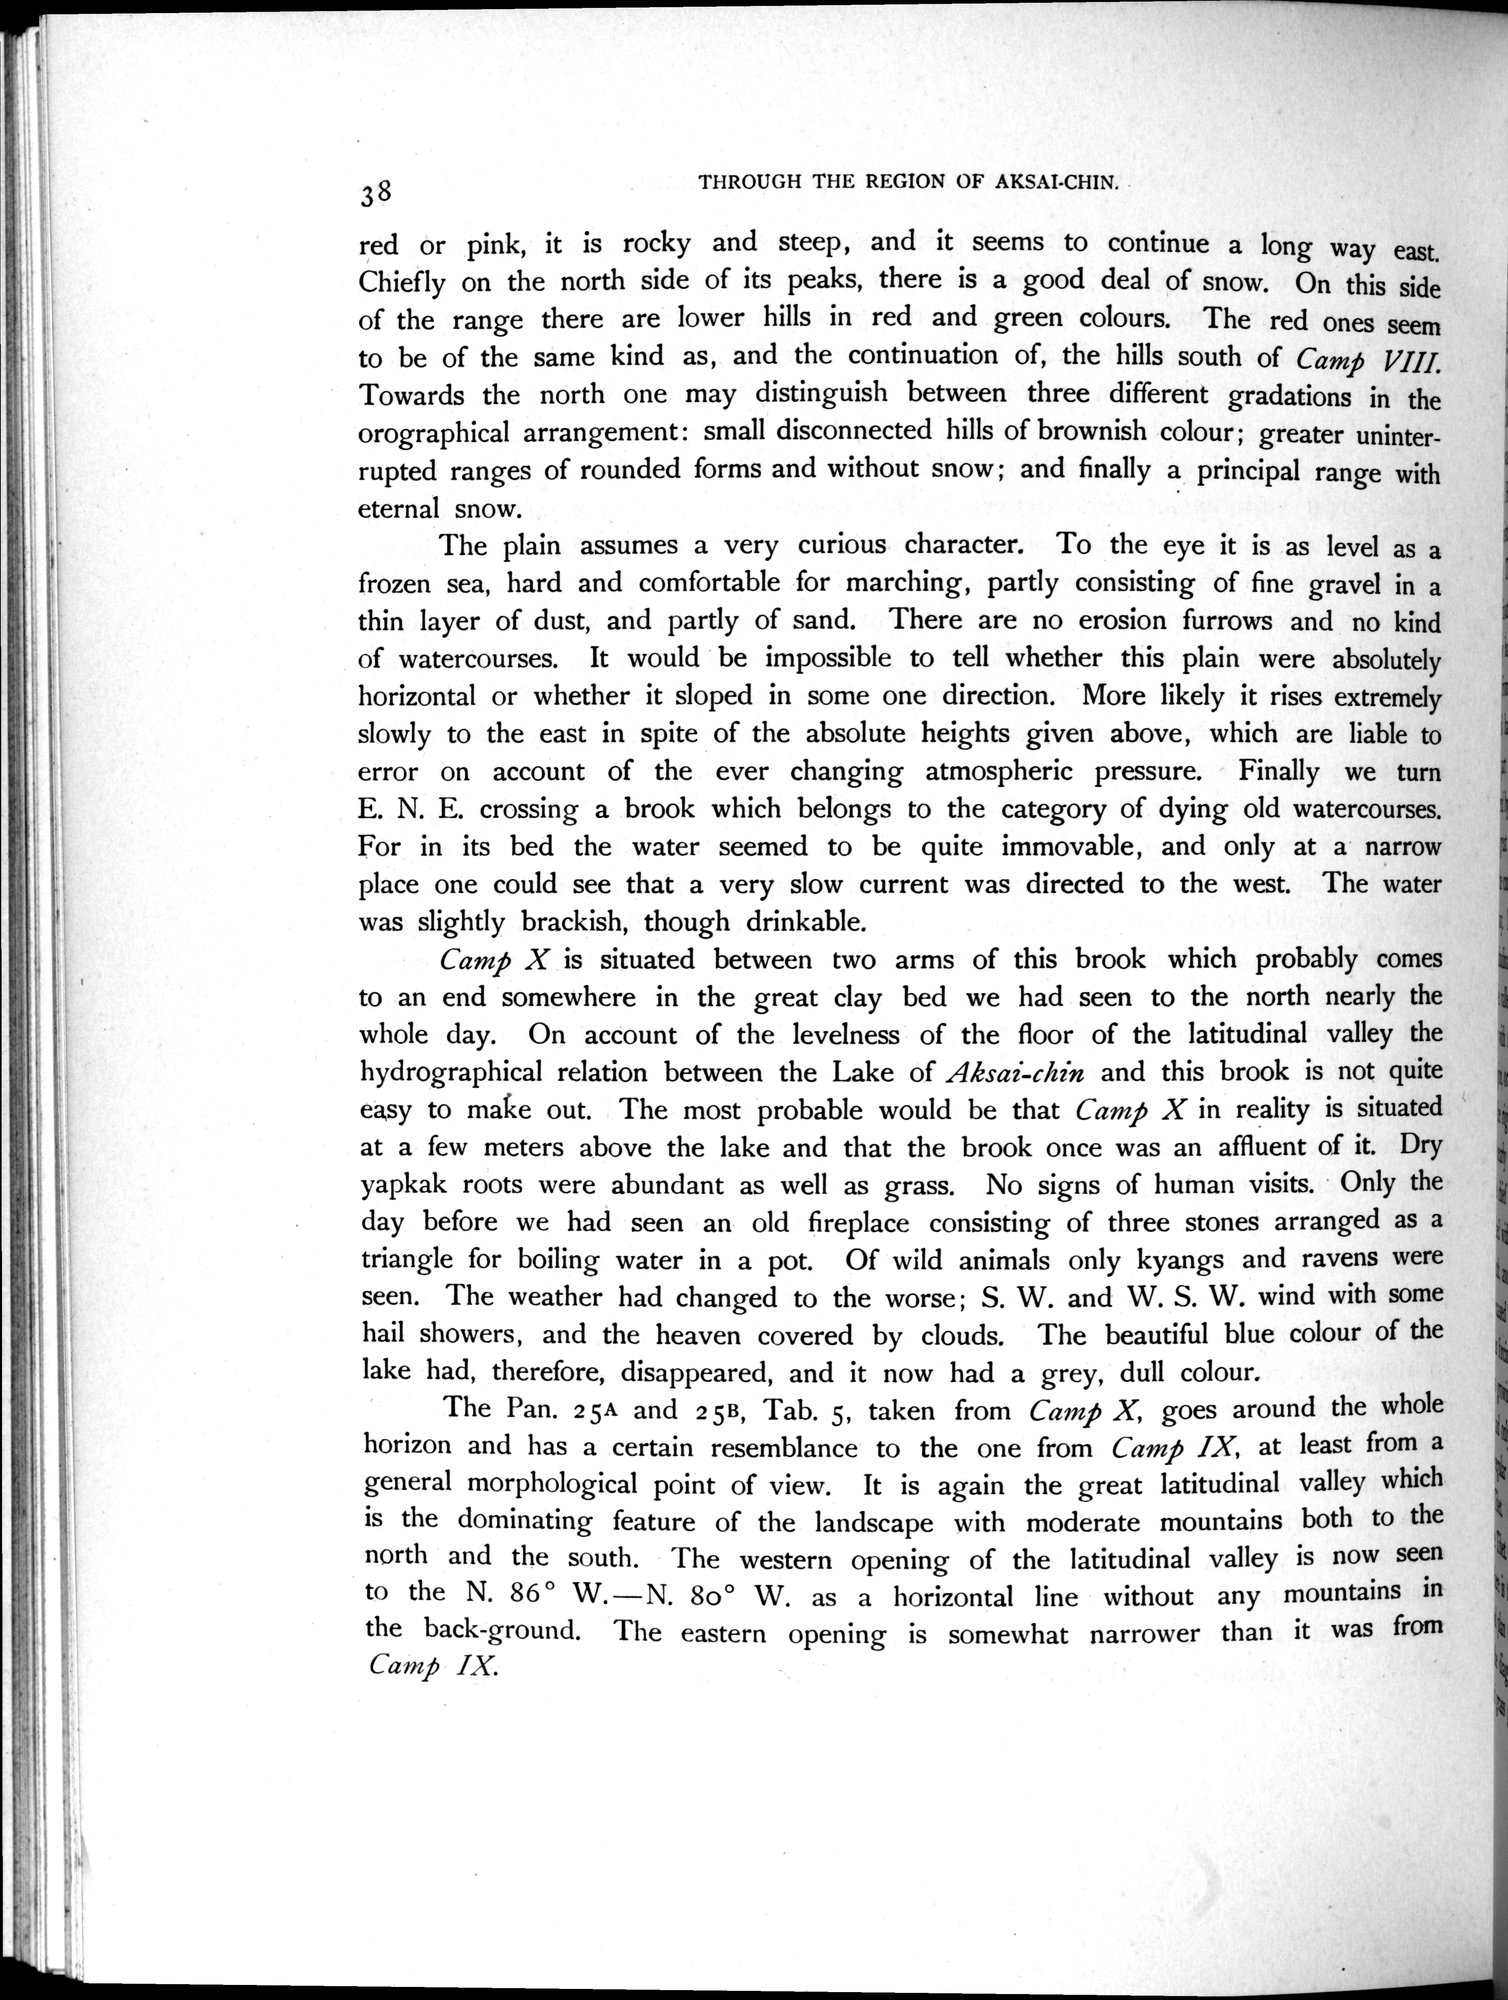 38 THROUGH THE REGION OF AKSAI-CHIN.
red or pink, it is rocky and steep, and it seems to continue a long way east.
Chiefly on the north side of its peaks, there is a good deal of snow. On this side
of the range there are lower hills in red and green colours. The red ones seem
to be of the same kind as, and the continuation of, the hills south of Camp VIII.
Towards the north one may distinguish between three different gradations in the
orographical arrangement: small disconnected hills of brownish colour; greater uninter-
rupted ranges of rounded forms and without snow; and finally a principal range with
eternal snow.
The plain assumes a very curious character. To the eye it is as level as a
frozen sea, hard and comfortable for marching, partly consisting of fine gravel in a
thin layer of dust, and partly of sand. There are no erosion furrows and no kind
of watercourses. It would be impossible to tell whether this plain were absolutely
horizontal or whether it sloped in some one direction. More likely it rises extremely
slowly to the east in spite of the absolute heights given above, which are liable to
error on account of the ever changing atmospheric pressure. Finally we turn
E. N. E. crossing a brook which belongs to the category of dying old watercourses.
For in its bed the water seemed to be quite immovable, and only at a narrow
place one could see that a very slow current was directed to the west. The water
was slightly brackish, though drinkable.
Camp X is situated between two arms of this brook which probably comes
to an end somewhere in the great clay bed we had seen to the north nearly the
whole day. On account of the levelness of the floor of the latitudinal valley the
hydrographical relation between the Lake of Aksai-chin and this brook is not quite
easy to make out. The most probable would be that Camp X in reality is situated
at a few meters above the lake and that the brook once was an affluent of it. Dry
yapkak roots were abundant as well as grass. No signs of human visits. Only the
day before we had seen an old fireplace consisting of three stones arranged as a
triangle for boiling water in a pot. Of wild animals only kyangs and ravens were
seen. The weather had changed to the worse; S. W. and W. S. W. wind with some
hail showers, and the heaven covered by clouds. The beautiful blue colour of the
lake had, therefore, disappeared, and it now had a grey, dull colour.
The Pan. 25A and 25B, Tab. 5, taken from Camp X, goes around the whole
horizon and has a certain resemblance to the one from Camp IX, at least from a
general morphological point of view. It is again the great latitudinal valley which
is the dominating feature of the landscape with moderate mountains both to the
north and the south. The western opening of the latitudinal valley is now seen
to the N. 86° W.—N. 80° W. as a horizontal line without any mountains in
the back-ground. The eastern opening is somewhat narrower than it was from
Camp IX.